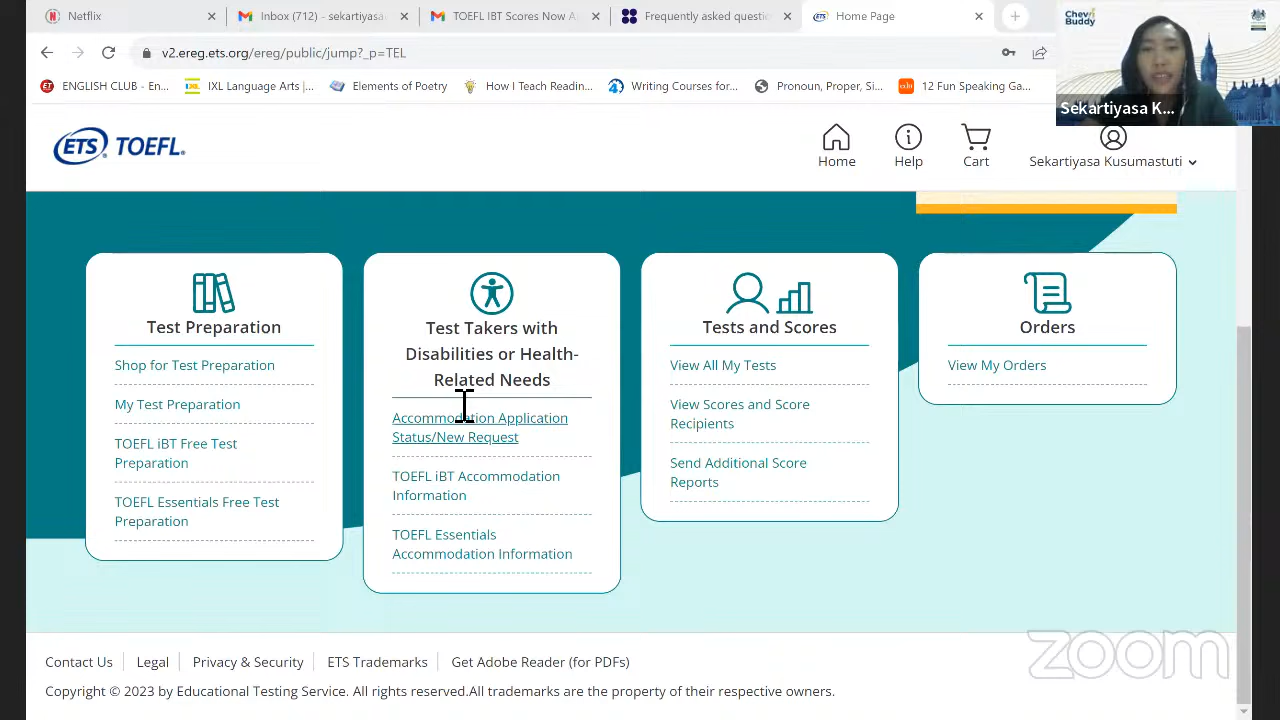 Netflix
Inbox (712) - sekartiy
TOEFL iBT Scores Now A
Frequently asked questi
ETS
Home Page
v2.ereg.ets.org/ereg/public/jump?_p=TEL
ENGLISH CLUB - En...
IXL: Language Arts |...
Elements of Poetry
How I
Writing Courses for...
Per Cun, Proper, Si...
12 Fun Speaking Ga...
Chev
Buddy
Sekartiyasa K...
ETS TOEFL
Home
Help
Cart
Sekartiyasa Kusumastuti
Test Preparation
Shop for Test Preparation
My Test Preparation
TOEFL iBT Free Test
Preparation
TOEFL Essentials Free Test
Preparation
Test Takers with
Disabilities or Health-
Related Needs
Accommodation Application
Status/New Request
TOEFL iBT Accommodation
Information
TOEFL Essentials
Accommodation Information
Tests and Scores
View All My Tests
View Scores and Score
Recipients
Send Additional Score
Reports
Orders
View My Orders
Contact Us
Legal
Privacy & Security
ETS Trademarks
Get Adobe Reader (for PDFs)
Copyright © 2023 by Educational Testing Service. All rights reserved.All trademarks are the property of their respective owners.
zoom